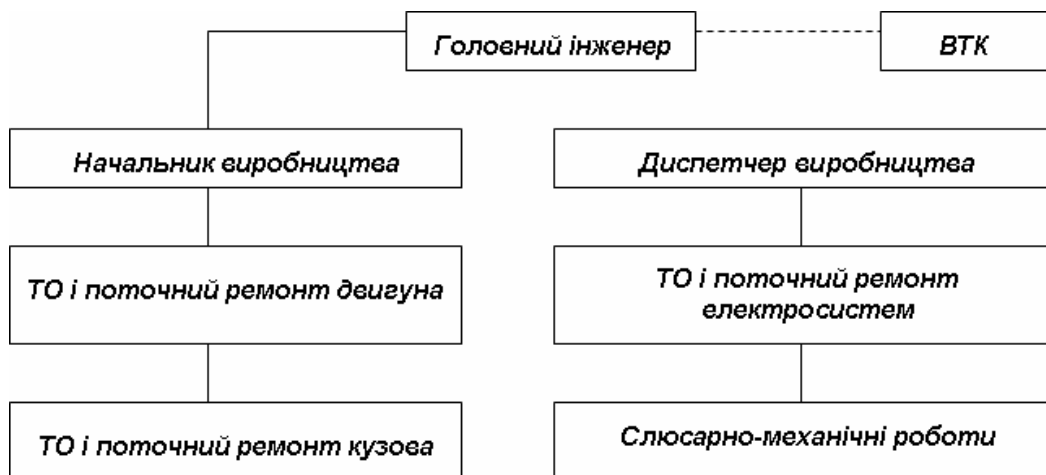 Головний інженер
ВТК
Начальник виробництва
Диспетчер виробництва
ТО і поточний ремонт двигуна
ТО і поточний ремонт
електросистем
ТО і поточний ремонт кузова
Слюсарно-механічні роботи